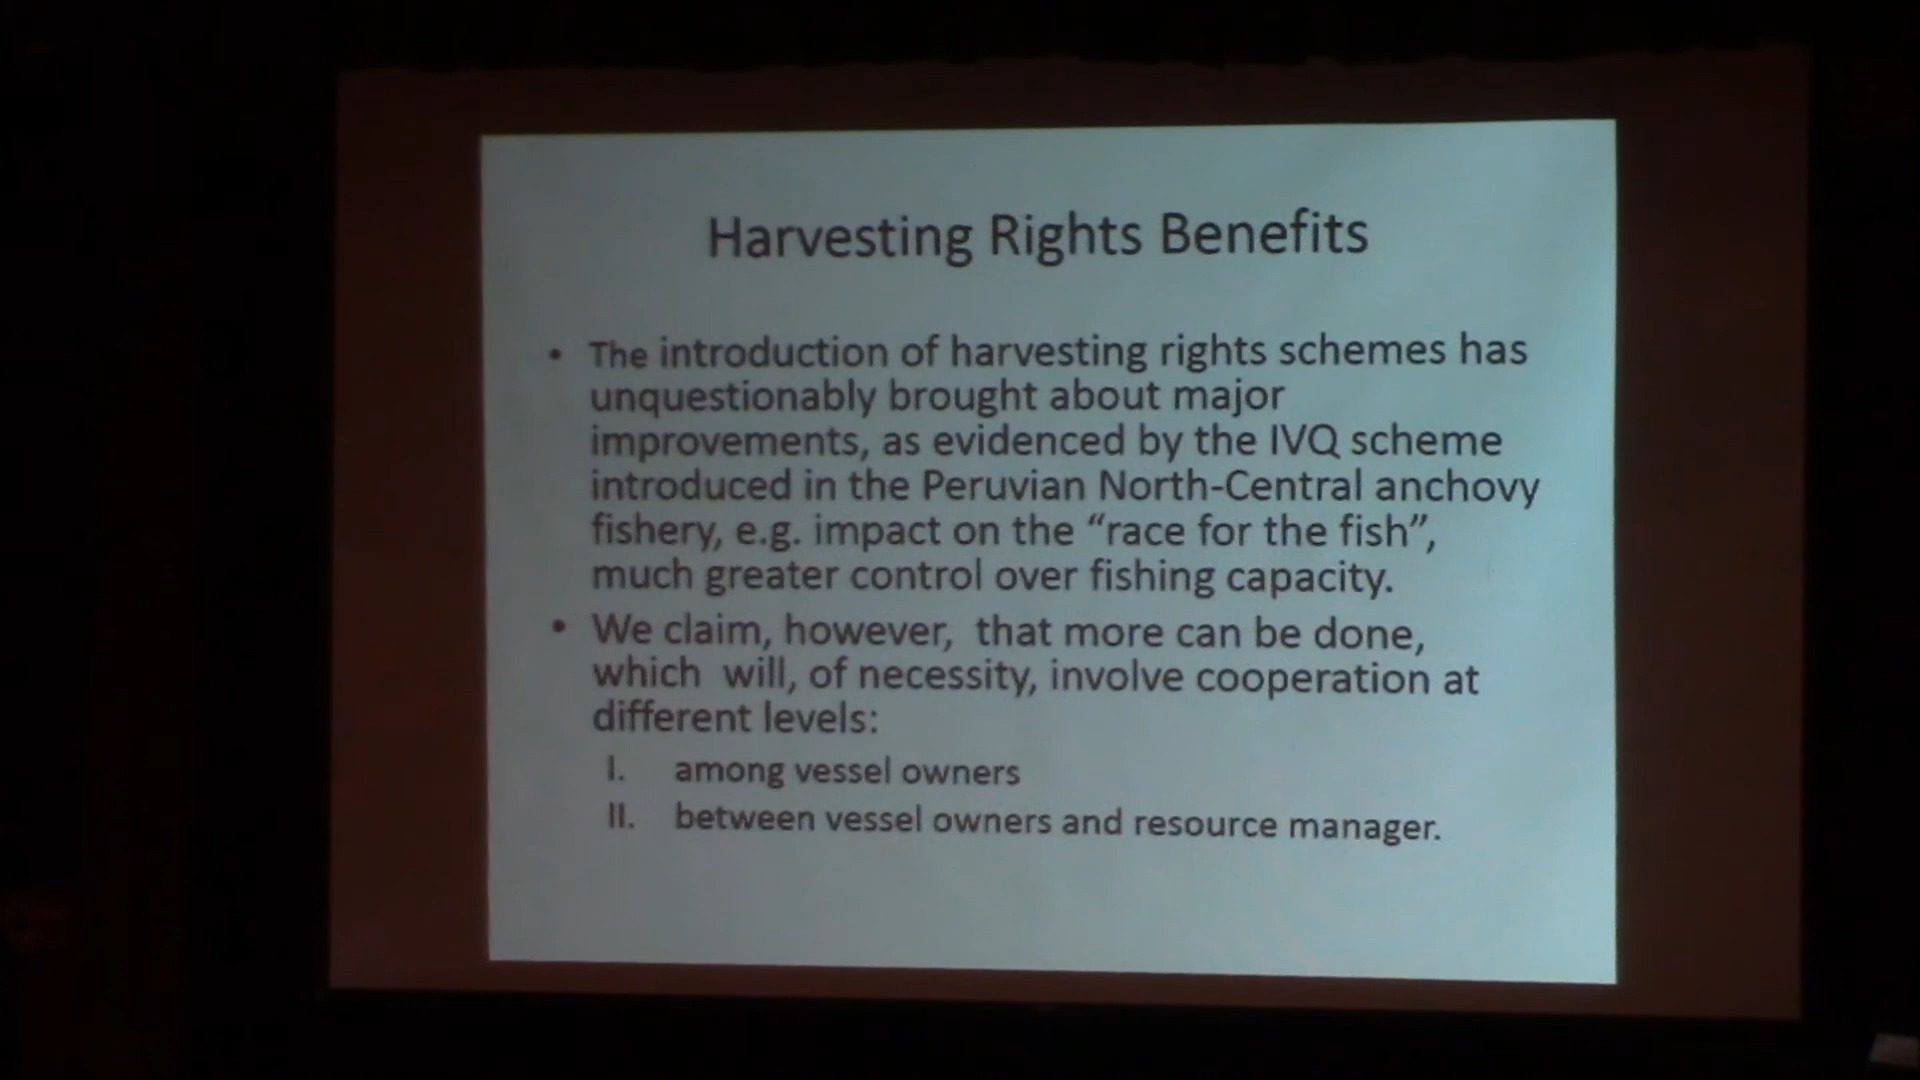 Harvesting Rights Benefits
• The introduction of harvesting rights schemes has
unquestionably brought about major
improvements, as evidenced by the IVQ scheme
introduced in the Peruvian North-Central anchovy
fishery, e.g. impact on the “race for the fish”,
much greater control over fishing capacity.
• We claim, however,  that more can be done,
which  will, of necessity, involve cooperation at
different levels:
I. among vessel owners
II. between vessel owners and resource manager.